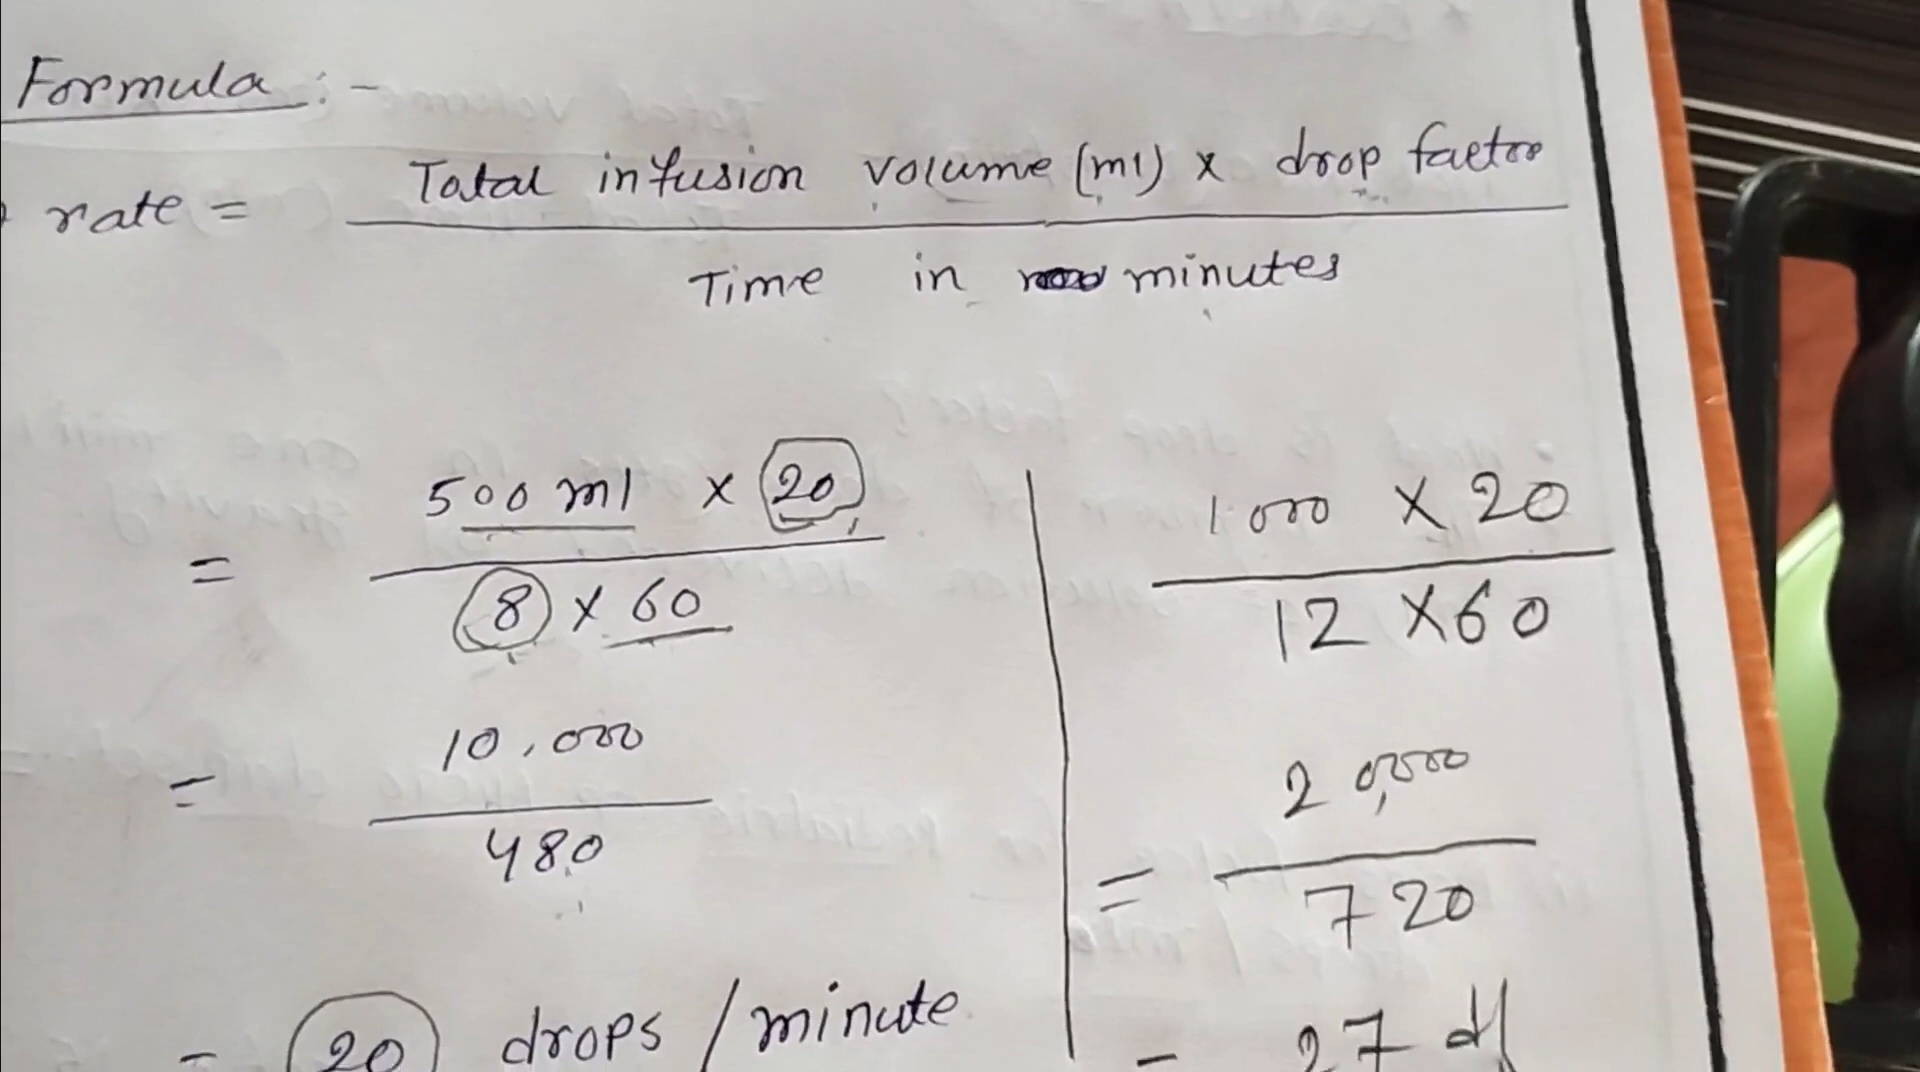 Formula :-
rate = Total infusion volume (ml) x drop factor
Time in minutes
= 500 ml x 20
8 x 60
= 10,000
480
= 20 drops / minute
1000 x 20
12 x 60
= 20,000
720
= 27 d/